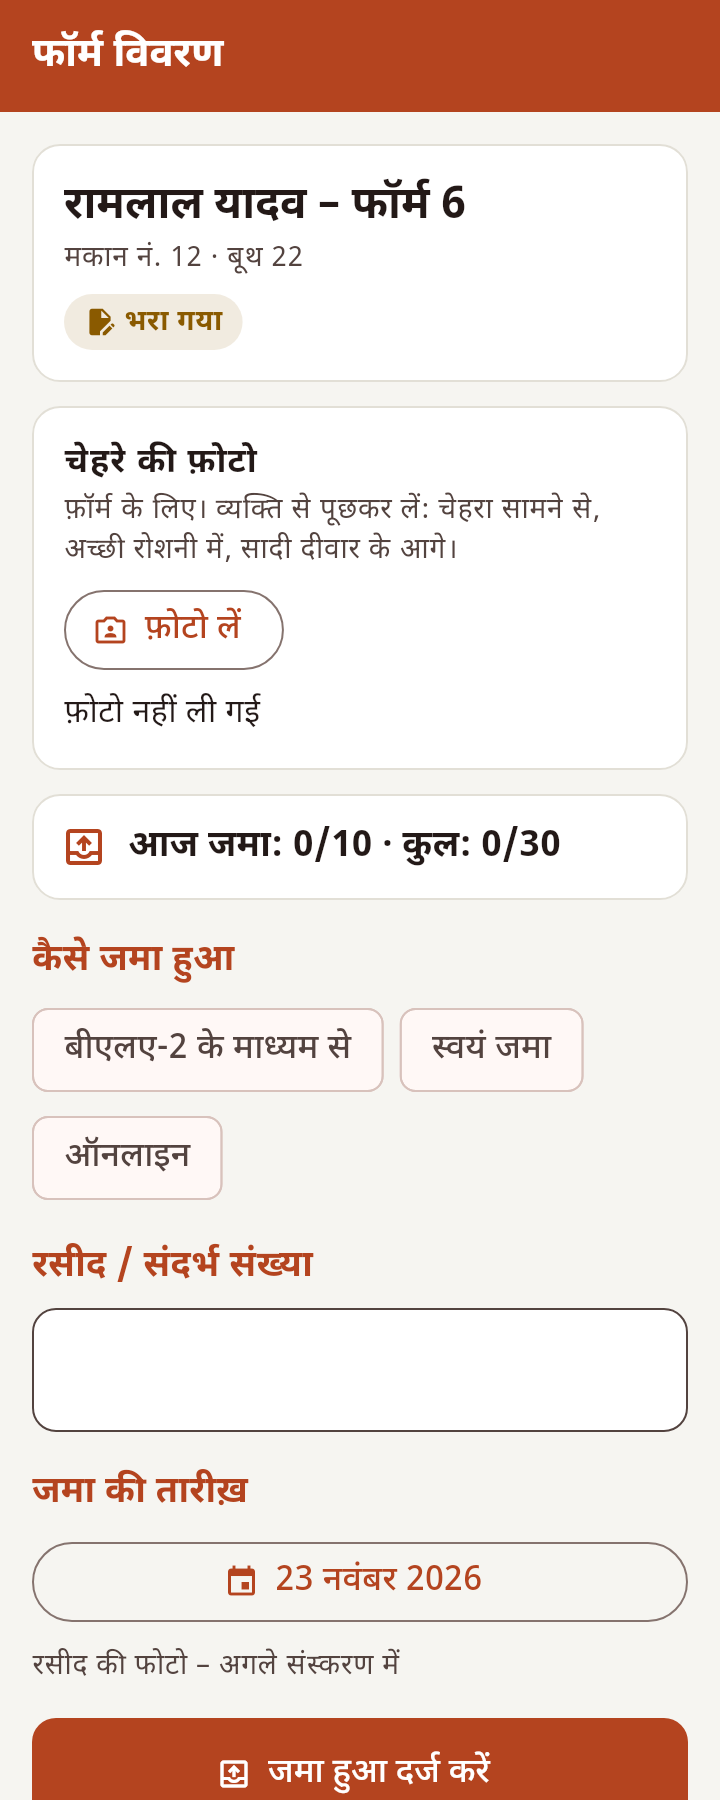 फॉर्म विवरण
रामलाल यादव – फॉर्म 6
मकान नं. 12 · बूथ 22
भरा गया
चेहरे की फ़ोटो
फ़ॉर्म के लिए। व्यक्ति से पूछकर लें: चेहरा सामने से,
अच्छी रोशनी में, सादी दीवार के आगे।
फ़ोटो लें
फ़ोटो नहीं ली गई
आज जमा: 0/10 · कुल: 0/30
कैसे जमा हुआ
बीएलए-2 के माध्यम से
स्वयं जमा
ऑनलाइन
रसीद / संदर्भ संख्या
जमा की तारीख़
23 नवंबर 2026
रसीद की फोटो – अगले संस्करण में
जमा हुआ दर्ज करें